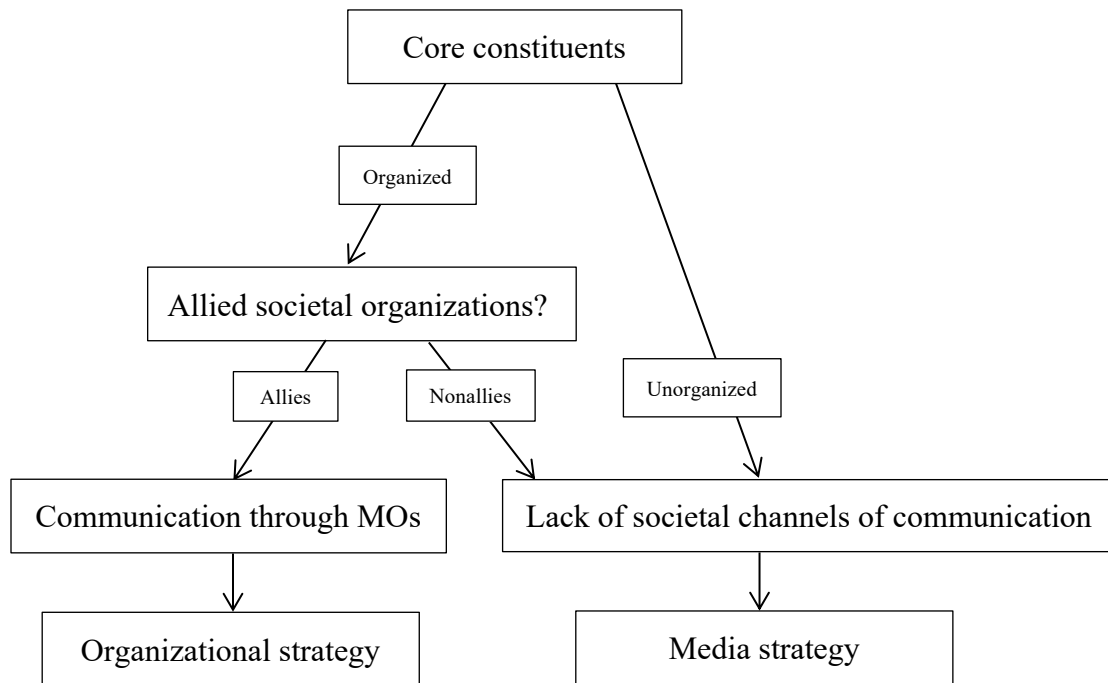 Core constituents
Organized
Allied societal organizations?
Allies
Nonallies
Unorganized
Communication through MOs
Lack of societal channels of communication
Organizational strategy
Media strategy